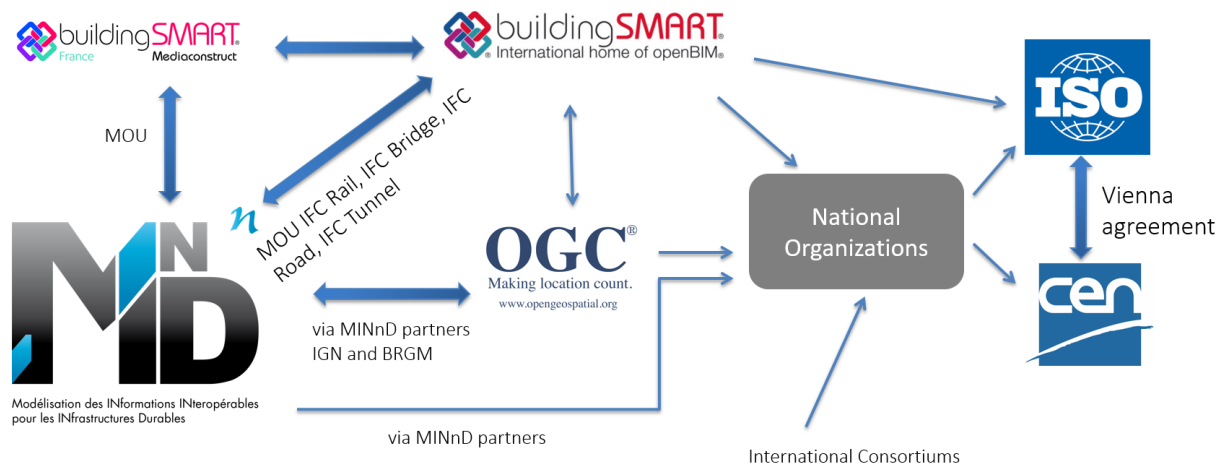 buildingSMART®
France Mediaconstruct
buildingSMART®
® International home of openBIM®
ISO
MOU
MOU IFC Rail, IFC Bridge, IFC
Road, IFC Tunnel
National
Organizations
Vienna
agreement
n
MINnD
OGC®
Making location count.
www.opengeospatial.org
cen
via MINnD partners
IGN and BRGM
Modélisation des INformations INteropérables
pour les INfrastructures Durables
via MINnD partners
International Consortiums